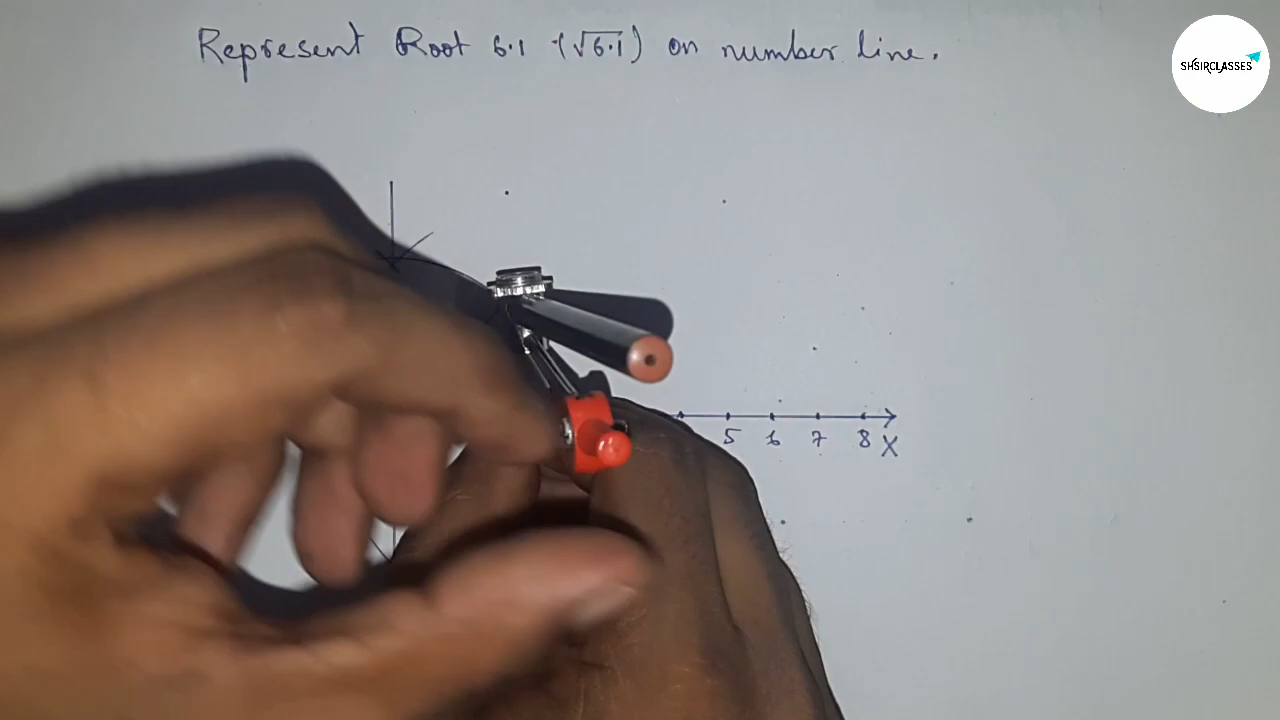 Represent Root 6.1 (√6.1) on number line.
SHSIRCLASSES
5 6 7 8 X